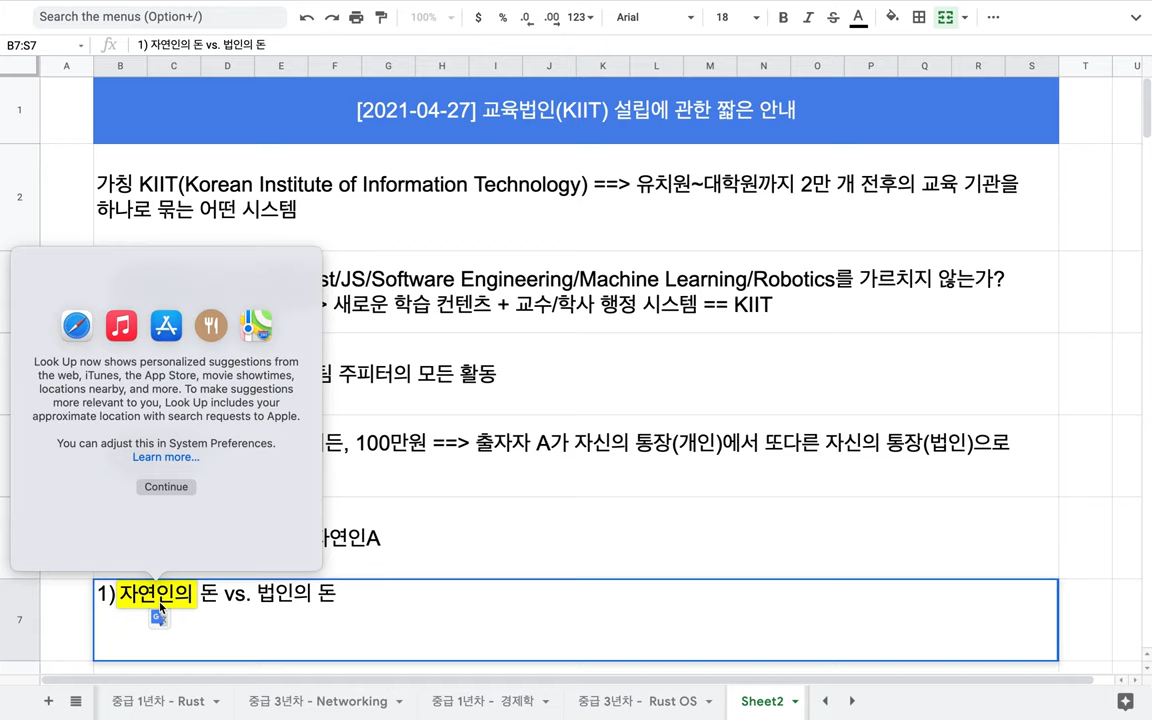 Search the menus (Option+/)
100%
$ % .0 .00 123
Arial
18
B I S A
B7:S7
fx
1) 자연인의 돈 vs. 법인의 돈
A B C D E F G H I J K L M N O P Q R S T U
1
[2021-04-27] 교육법인(KIIT) 설립에 관한 짧은 안내
2
가칭 KIIT(Korean Institute of Information Technology) ==> 유치원~대학원까지 2만 개 전후의 교육 기관을
하나로 묶는 어떤 시스템
st/JS/Software Engineering/Machine Learning/Robotics를 가르치지 않는가?
> 새로운 학습 컨텐츠 + 교수/학사 행정 시스템 == KIIT
팀 주피터의 모든 활동
든, 100만원 ==> 출자자 A가 자신의 통장(개인)에서 또다른 자신의 통장(법인)으로
자연인A
Look Up now shows personalized suggestions from
the web, iTunes, the App Store, movie showtimes,
locations nearby, and more. To make suggestions
more relevant to you, Look Up includes your
approximate location with search requests to Apple.
You can adjust this in System Preferences.
Learn more...
Continue
7
1) 자연인의 돈 vs. 법인의 돈
중급 1년차 - Rust
중급 3년차 - Networking
중급 1년차 - 경제학
중급 3년차 - Rust OS
Sheet2